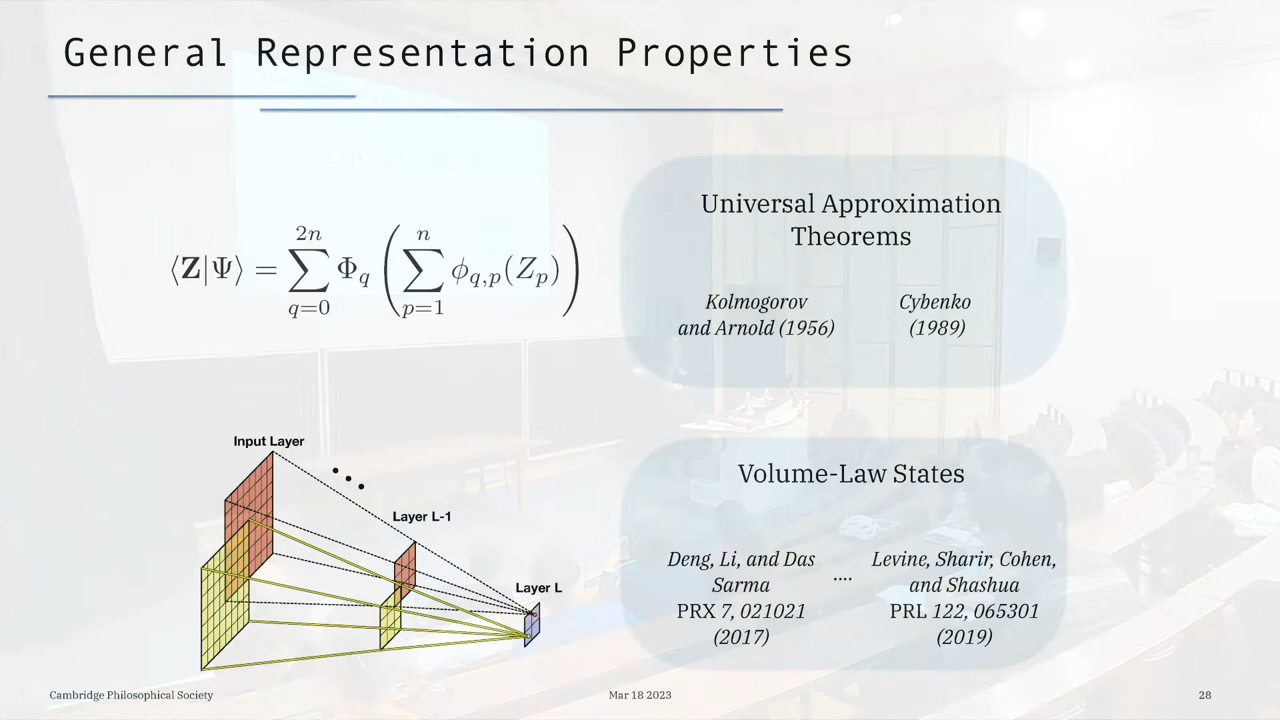 General Representation Properties
⟨Z|Ψ⟩ = ∑_{q=0}^{2n} Φ_q ( ∑_{p=1}^{n} ϕ_{q,p}(Z_p) )
Universal Approximation
Theorems
Kolmogorov
and Arnold (1956)
Cybenko
(1989)
Input Layer
Layer L-1
Layer L
Volume-Law States
Deng, Li, and Das
Sarma
PRX 7, 021021
(2017)
....
Levine, Sharir, Cohen,
and Shashua
PRL 122, 065301
(2019)
Cambridge Philosophical Society
Mar 18 2023
28